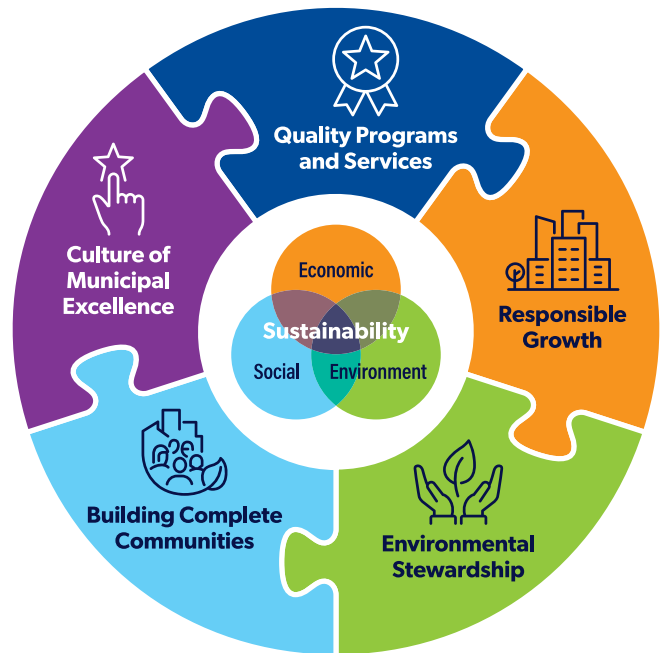 Quality Programs
and Services
Culture of
Municipal
Excellence
Responsible
Growth
Economic
Sustainability
Social
Environment
Building Complete
Communities
Environmental
Stewardship